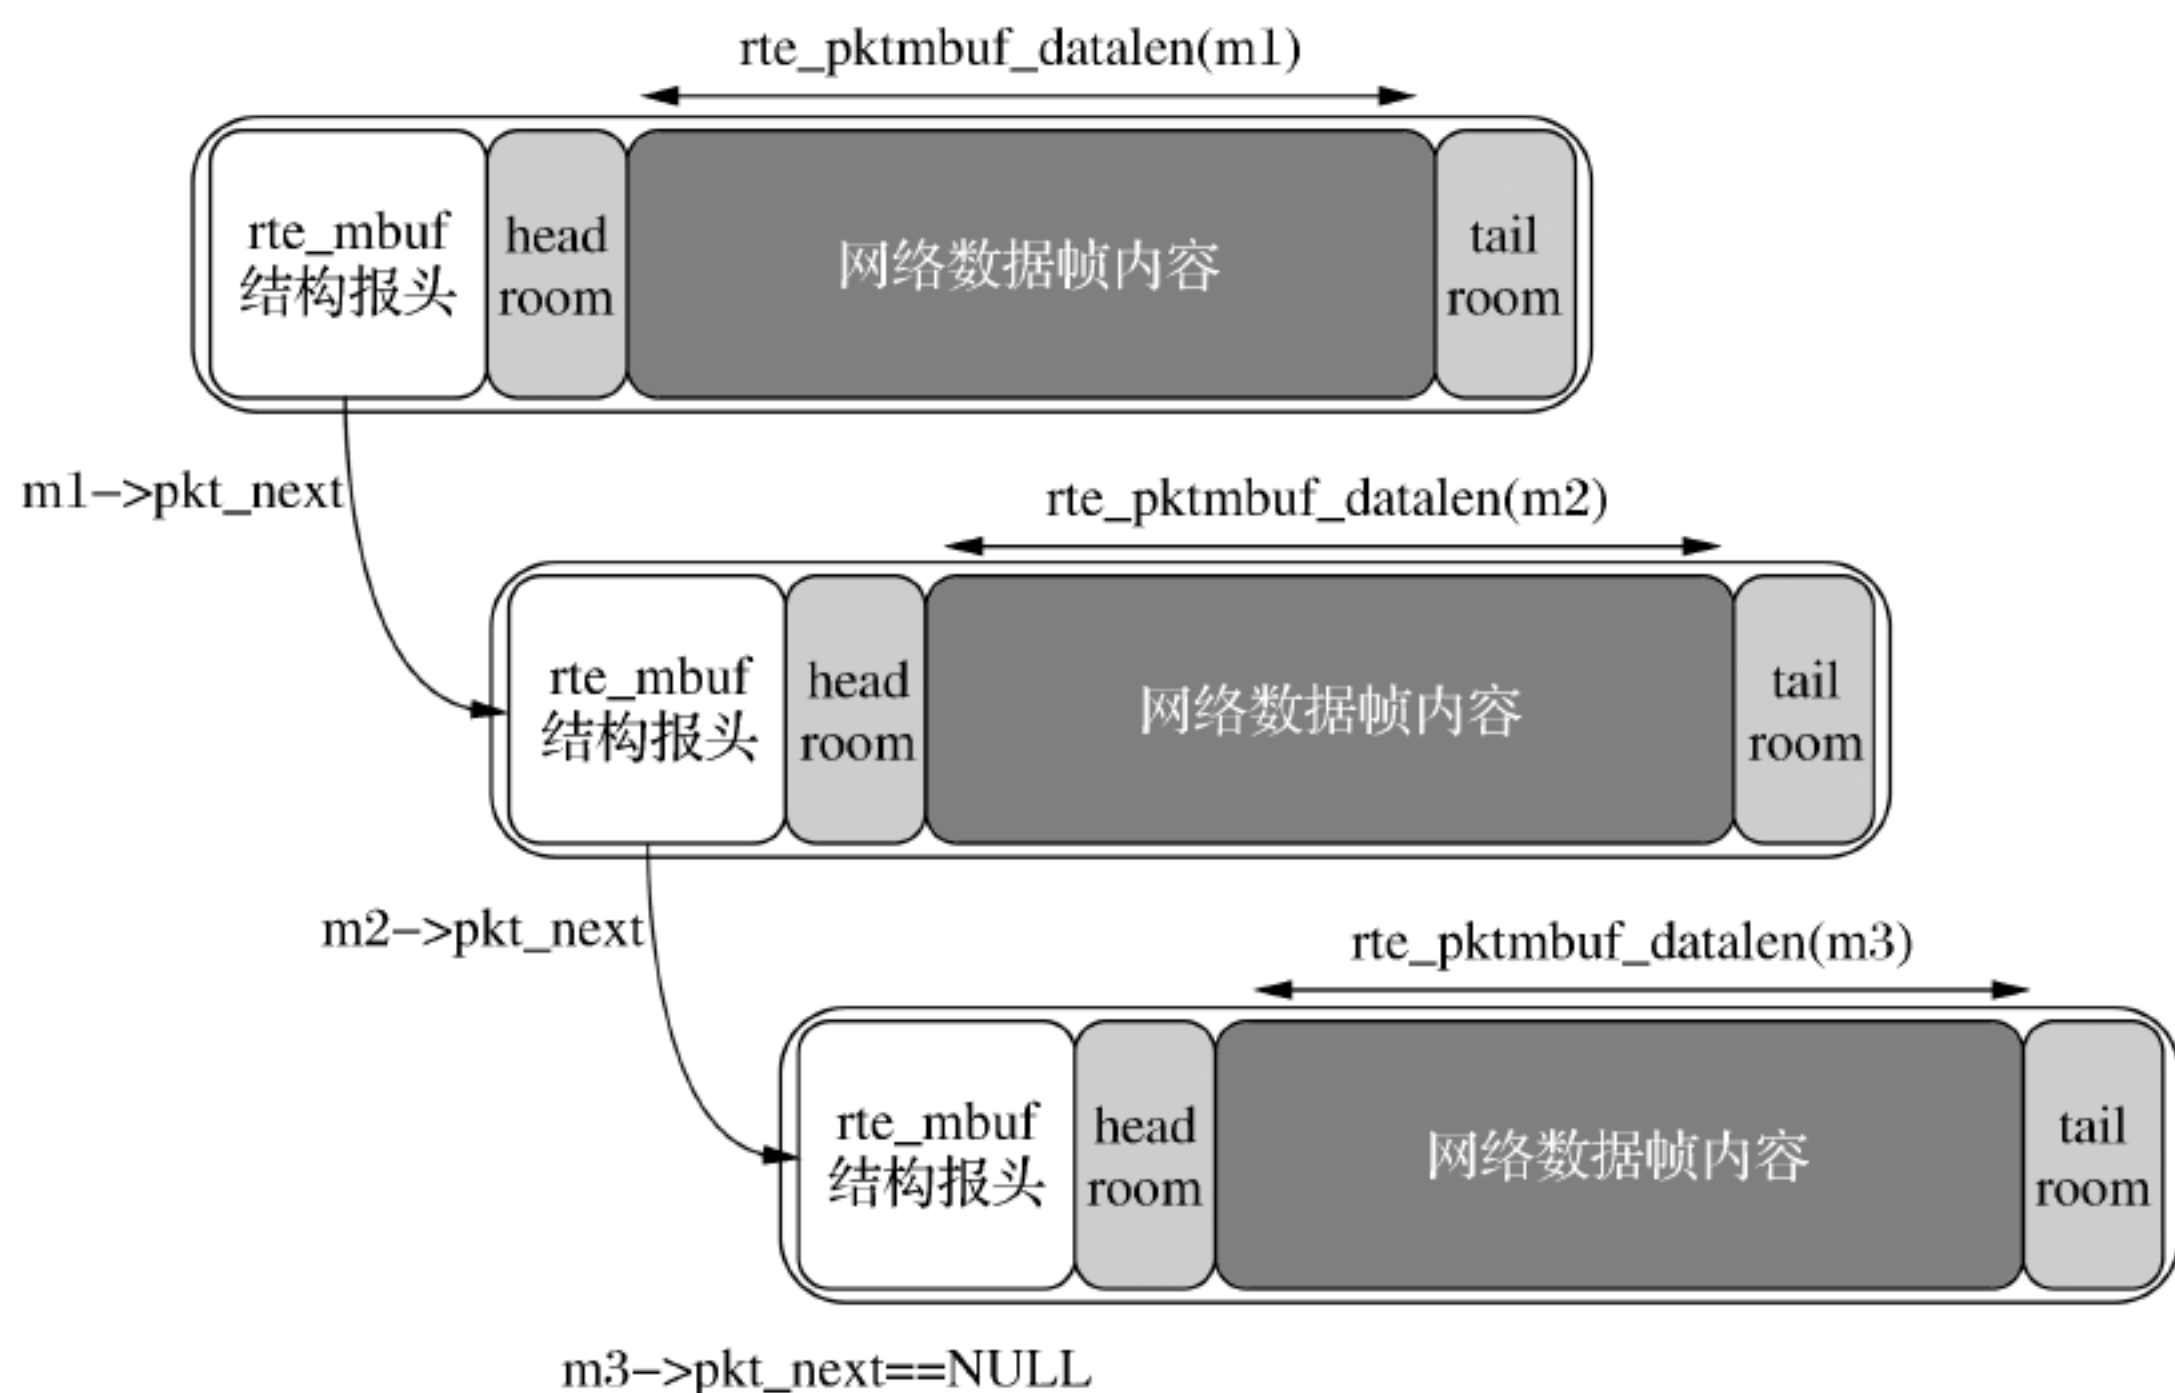 rte_pktmbuf_datalen(m1)
rte_mbuf
结构报头
head
room
网络数据帧内容
tail
room
m1->pkt_next
rte_pktmbuf_datalen(m2)
rte_mbuf
结构报头
head
room
网络数据帧内容
tail
room
m2->pkt_next
rte_pktmbuf_datalen(m3)
rte_mbuf
结构报头
head
room
网络数据帧内容
tail
room
m3->pkt_next==NULL